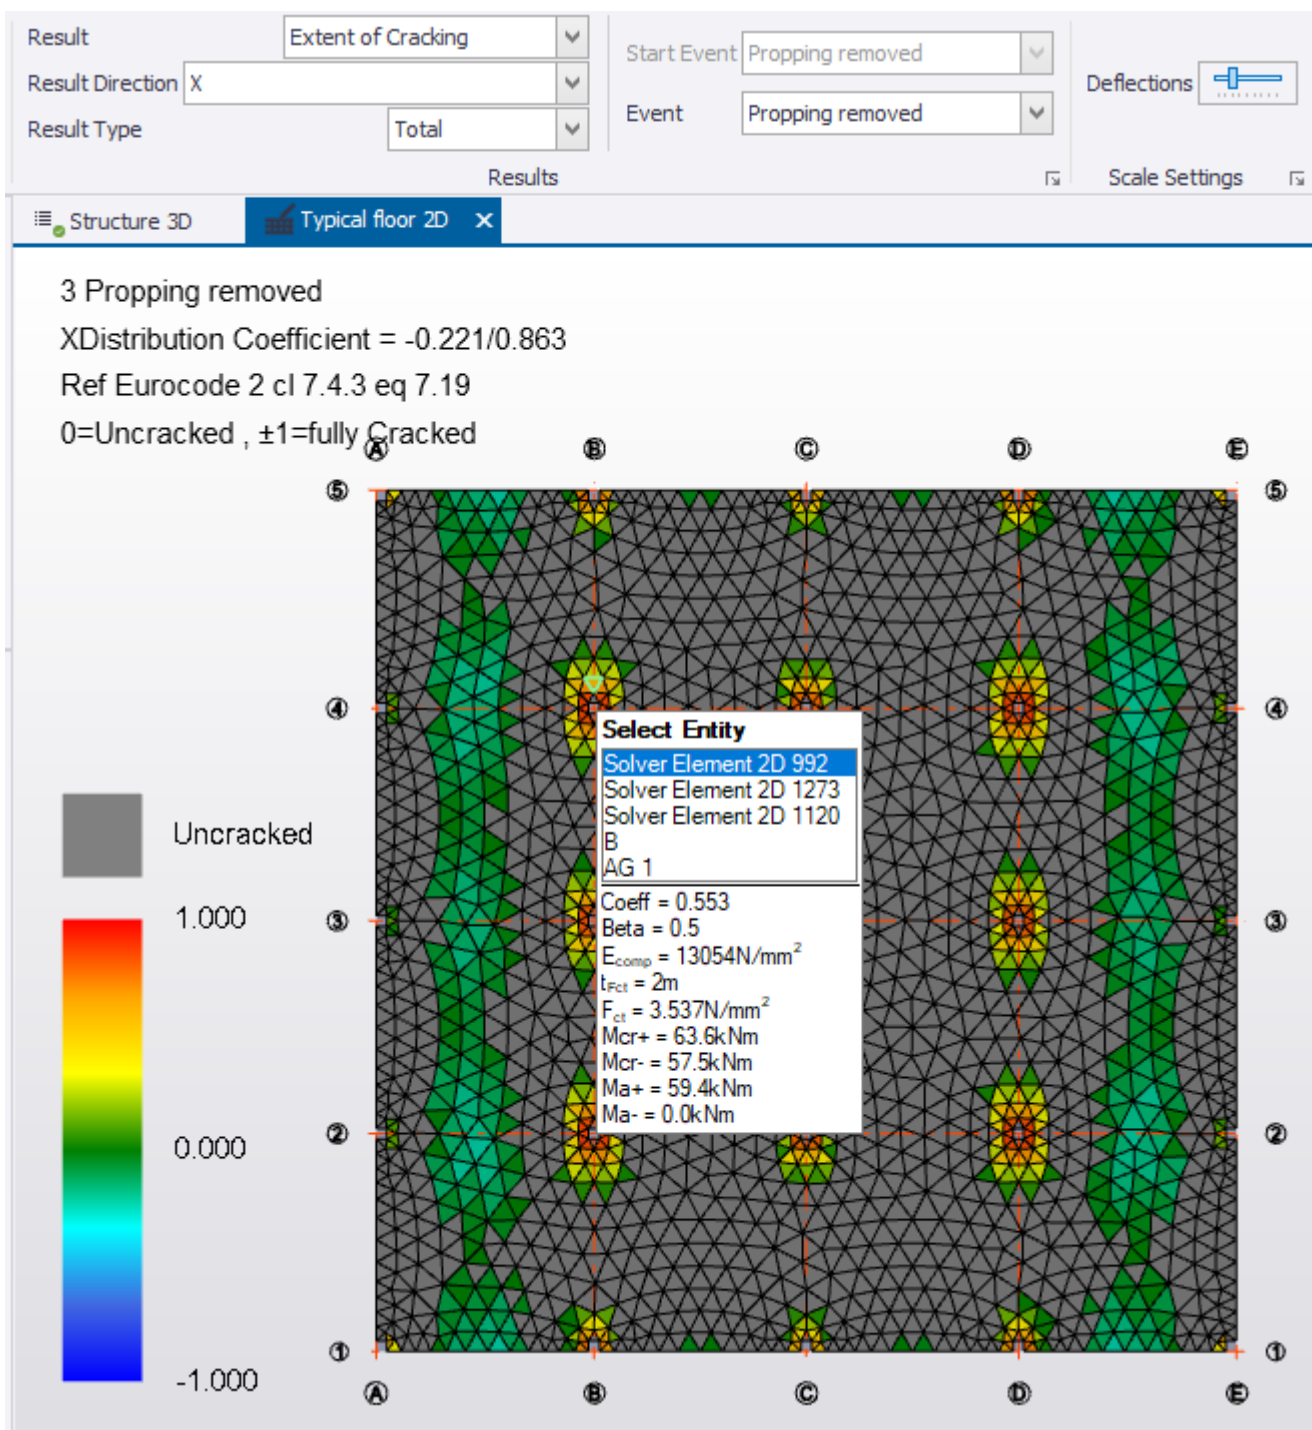 Result Extent of Cracking
Result Direction X
Result Type Total
Start Event Propping removed
Event Propping removed
Results
Deflections
Scale Settings
Structure 3D
Typical floor 2D X
3 Propping removed
XDistribution Coefficient = -0.221/0.863
Ref Eurocode 2 cl 7.4.3 eq 7.19
0=Uncracked , ±1=fully Cracked
A B C D E
5 5
4 4
Select Entity
Solver Element 2D 992
Solver Element 2D 1273
Solver Element 2D 1120
B
AG 1
Coeff = 0.553
Beta = 0.5
Ecomp = 13054N/mm²
tFct = 2m
Fct = 3.537N/mm²
Mcr+ = 63.6kNm
Mcr- = 57.5kNm
Ma+ = 59.4kNm
Ma- = 0.0kNm
Uncracked
1.000
0.000
-1.000
3 3
2 2
1 1
A B C D E